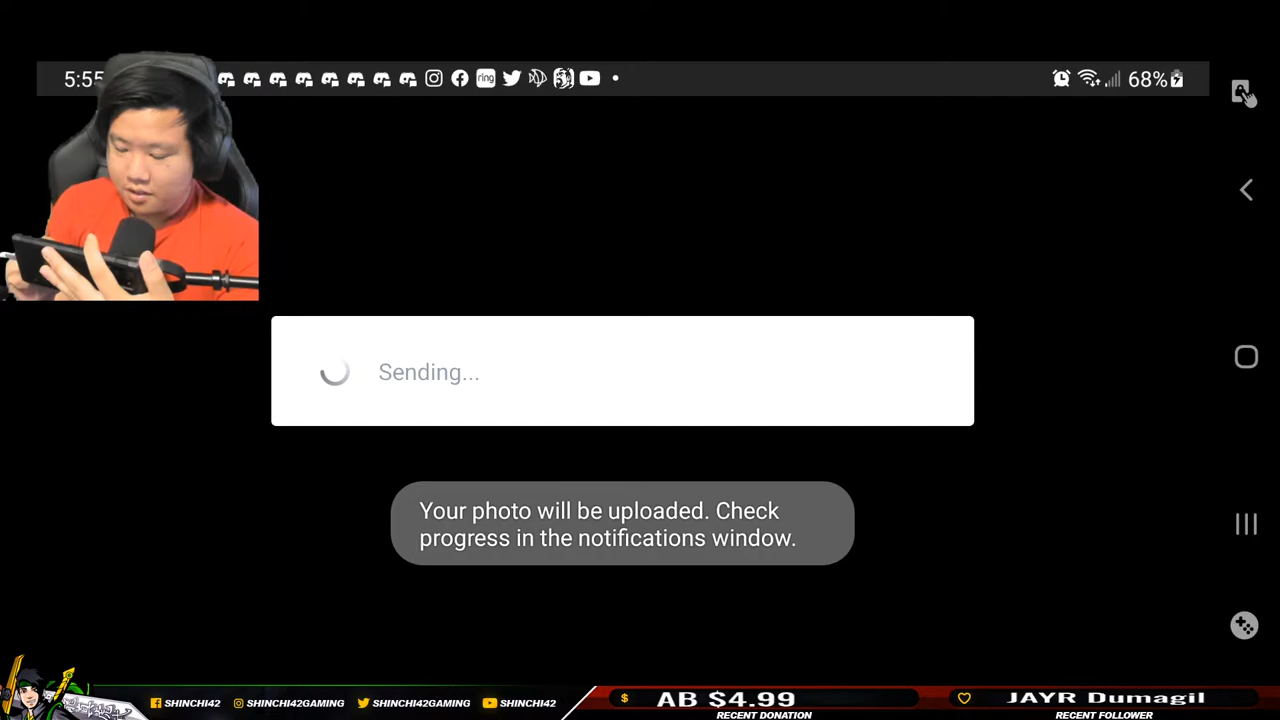 5:55
ring
68%
Sending...
Your photo will be uploaded. Check
progress in the notifications window.
SHINCHI42
SHINCHI42GAMING
SHINCHI42GAMING
SHINCHI42
$
AB $4.99
RECENT DONATION
JAYR Dumagil
RECENT FOLLOWER